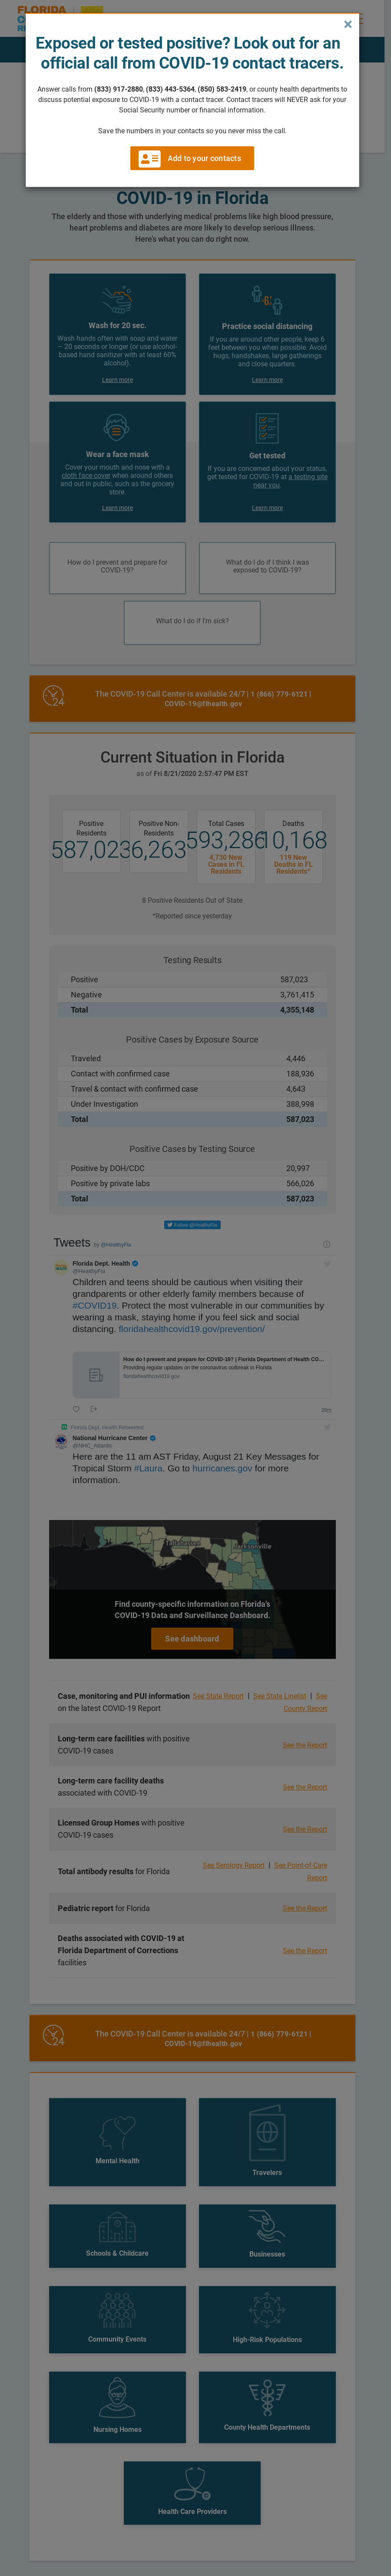 FLORIDA
×
Exposed or tested positive? Look out for an
official call from COVID-19 contact tracers.
Answer calls from (833) 917-2880, (833) 443-5364, (850) 583-2419, or county health departments to
discuss potential exposure to COVID-19 with a contact tracer. Contact tracers will NEVER ask for your
Social Security number or financial information.
Save the numbers in your contacts so you never miss the call.
Add to your contacts
COVID-19 in Florida
The elderly and those with underlying medical problems like high blood pressure,
heart problems and diabetes are more likely to develop serious illness.
Here's what you can do right now.
Wash for 20 sec.
Wash hands often with soap and water
– 20 seconds or longer (or use alcohol-
based hand sanitizer with at least 60%
alcohol).
Learn more
6'
Practice social distancing
If you are around other people, keep 6
feet between you when possible. Avoid
hugs, handshakes, large gatherings
and close quarters.
Learn more
Wear a face mask
Cover your mouth and nose with a
cloth face cover when around others
and out in public, such as the grocery
store.
Learn more
Get tested
If you are concerned about your status,
get tested for COVID-19 at a testing site
near you.
Learn more
How do I prevent and prepare for
COVID-19?
What do I do if I think I was
exposed to COVID-19?
What do I do if I'm sick?
24
The COVID-19 Call Center is available 24/7 | 1 (866) 779-6121 |
COVID-19@flhealth.gov
Current Situation in Florida
as of Fri 8/21/2020 2:57:47 PM EST
Positive
Residents
587,023
Positive Non-
Residents
6,263
Total Cases
593,286
4,730 New
Cases in FL
Residents
Deaths
10,168
119 New
Deaths in FL
Residents*
8 Positive Residents Out of State
*Reported since yesterday
Testing Results
Positive 587,023
Negative 3,761,415
Total 4,355,148
Positive Cases by Exposure Source
Traveled 4,446
Contact with confirmed case 188,936
Travel & contact with confirmed case 4,643
Under Investigation 388,998
Total 587,023
Positive Cases by Testing Source
Positive by DOH/CDC 20,997
Positive by private labs 566,026
Total 587,023
Follow @HealthyFla
Tweets by @HealthyFla
Florida Dept. Health
@HealthyFla
Children and teens should be cautious when visiting their
grandparents or other elderly family members because of
#COVID19. Protect the most vulnerable in our communities by
wearing a mask, staying home if you feel sick and social
distancing. floridahealthcovid19.gov/prevention/
How do I prevent and prepare for COVID-19? | Florida Department of Health CO...
Providing regular updates on the coronavirus outbreak in Florida
floridahealthcovid19.gov
Florida Dept. Health Retweeted
National Hurricane Center
@NHC_Atlantic
Here are the 11 am AST Friday, August 21 Key Messages for
Tropical Storm #Laura. Go to hurricanes.gov for more
information.
Tallahassee
Jacksonville
Find county-specific information on Florida's
COVID-19 Data and Surveillance Dashboard.
See dashboard
Case, monitoring and PUI information
on the latest COVID-19 Report
See State Report | See State Linelist | See
County Report
Long-term care facilities with positive
COVID-19 cases
See the Report
Long-term care facility deaths
associated with COVID-19
See the Report
Licensed Group Homes with positive
COVID-19 cases
See the Report
Total antibody results for Florida
See Serology Report | See Point-of-Care
Report
Pediatric report for Florida
See the Report
Deaths associated with COVID-19 at
Florida Department of Corrections
facilities
See the Report
24
The COVID-19 Call Center is available 24/7 | 1 (866) 779-6121 |
COVID-19@flhealth.gov
Mental Health
Travelers
Schools & Childcare
Businesses
Community Events
High-Risk Populations
Nursing Homes
County Health Departments
Health Care Providers